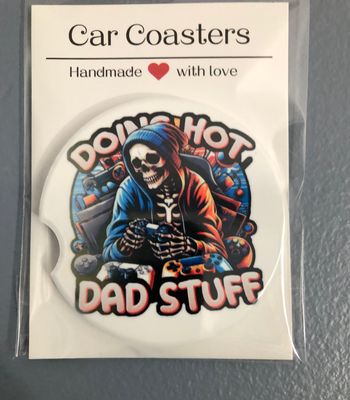 Car Coasters
Handmade with love
DOING HOT,
DAD STUFF